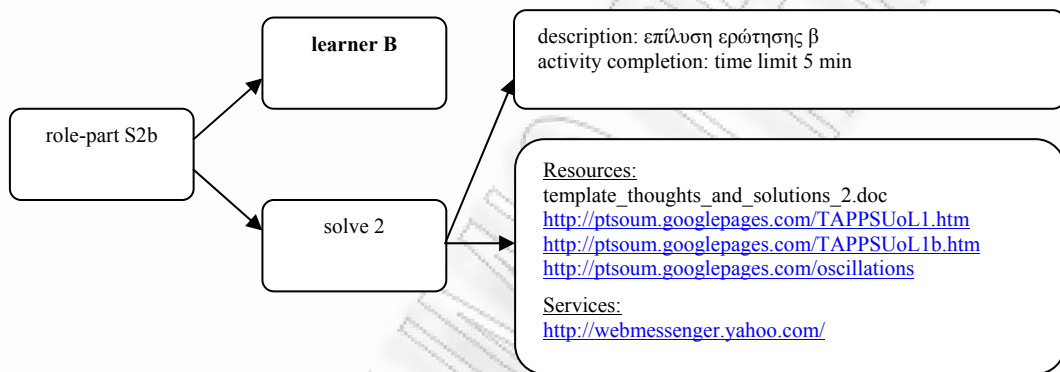 role-part S2b
learner B
solve 2
description: επίλυση ερώτησης β
activity completion: time limit 5 min
Resources:
template_thoughts_and_solutions_2.doc
http://ptsoum.googlepages.com/TAPPSUoL1.htm
http://ptsoum.googlepages.com/TAPPSUoL1b.htm
http://ptsoum.googlepages.com/oscillations
Services:
http://webmessenger.yahoo.com/